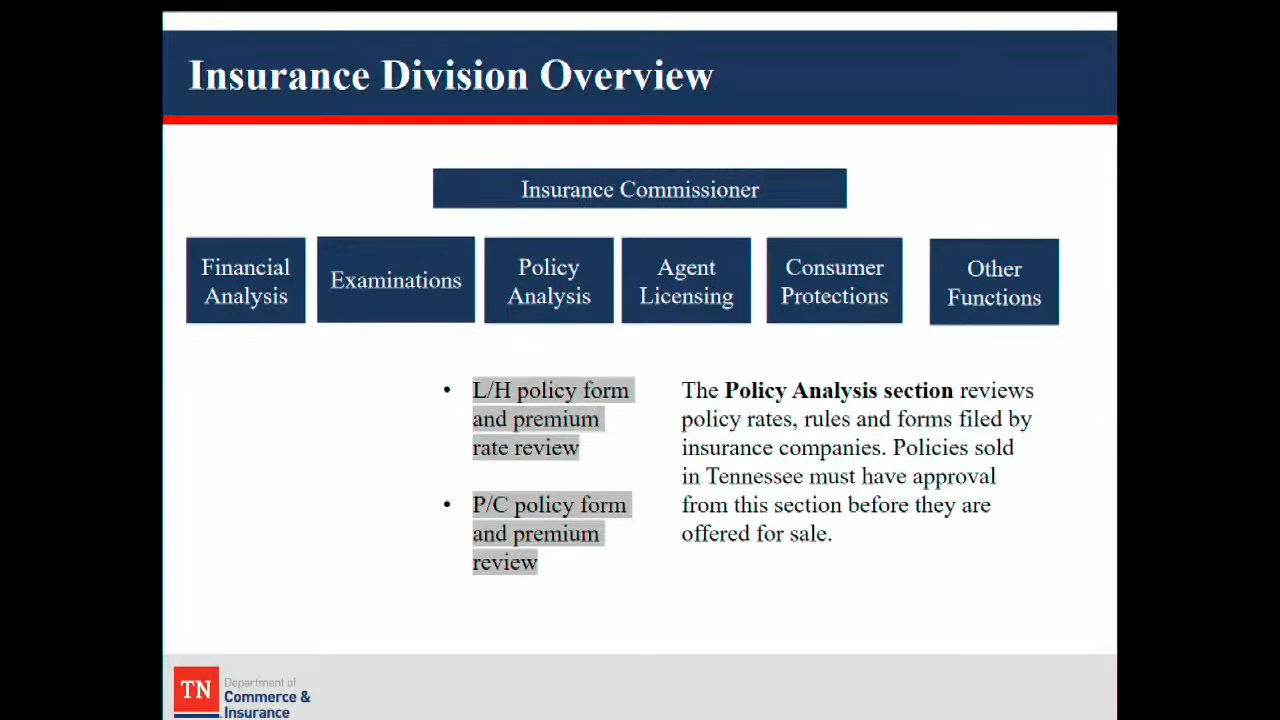 Insurance Division Overview
Insurance Commissioner
Financial
Analysis
Examinations
Policy
Analysis
Agent
Licensing
Consumer
Protections
Other
Functions
• L/H policy form
and premium
rate review
• P/C policy form
and premium
review
The Policy Analysis section reviews
policy rates, rules and forms filed by
insurance companies. Policies sold
in Tennessee must have approval
from this section before they are
offered for sale.
TN
Department of
Commerce &
Insurance